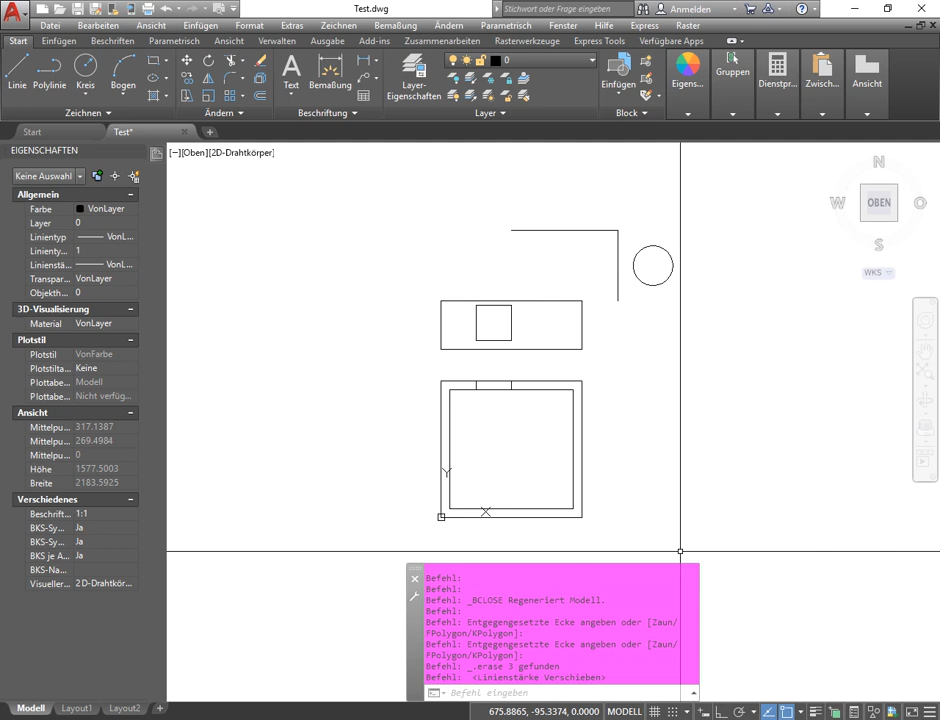 Test.dwg
Stichwort oder Frage eingeben
Anmelden
Datei Bearbeiten Ansicht Einfügen Format Extras Zeichnen Bemaßung Ändern Parametrisch Fenster Hilfe Express Raster
Start Einfügen Beschriften Parametrisch Ansicht Verwalten Ausgabe Add-ins Zusammenarbeiten Rasterwerkzeuge Express Tools Verfügbare Apps
Linie Polylinie Kreis Bogen
Text Bemaßung
Layer-
Eigenschaften
0
Einfügen
Eigens...
Gruppen
Dienstpr...
Zwisch...
Ansicht
Zeichnen Ändern Beschriftung Layer Block
Start Test*
EIGENSCHAFTEN
Keine Auswahl
Allgemein
Farbe VonLayer
Layer 0
Linientyp VonL...
Linienty... 1
Linienstä... VonL...
Transpar... VonLayer
Objekthö... 0
3D-Visualisierung
Material VonLayer
Plotstil
Plotstil VonFarbe
Plotstilta... Keine
Plottabe... Modell
Plottabe... Nicht verfüg...
Ansicht
Mittelpu... 317.1387
Mittelpu... 269.4984
Mittelpu... 0
Höhe 1577.5003
Breite 2183.5925
Verschiedenes
Beschrift... 1:1
BKS-Sy... Ja
BKS-Sy... Ja
BKS je A... Ja
BKS-Na...
Visueller... 2D-Drahtkör...
[−][Oben][2D-Drahtkörper]
N
W OBEN O
S
WKS
Y
X
Befehl:
Befehl:
Befehl: _BCLOSE Regeneriert Modell.
Befehl:
Befehl: Entgegengesetzte Ecke angeben oder [Zaun/
FPolygon/KPolygon]:
Befehl: Entgegengesetzte Ecke angeben oder [Zaun/
FPolygon/KPolygon]:
Befehl: _.erase 3 gefunden
Befehl: <Linienstärke Verschieben>
Befehl eingeben
Modell Layout1 Layout2 +
675.8865, -95.3374, 0.0000 MODELL
1:1